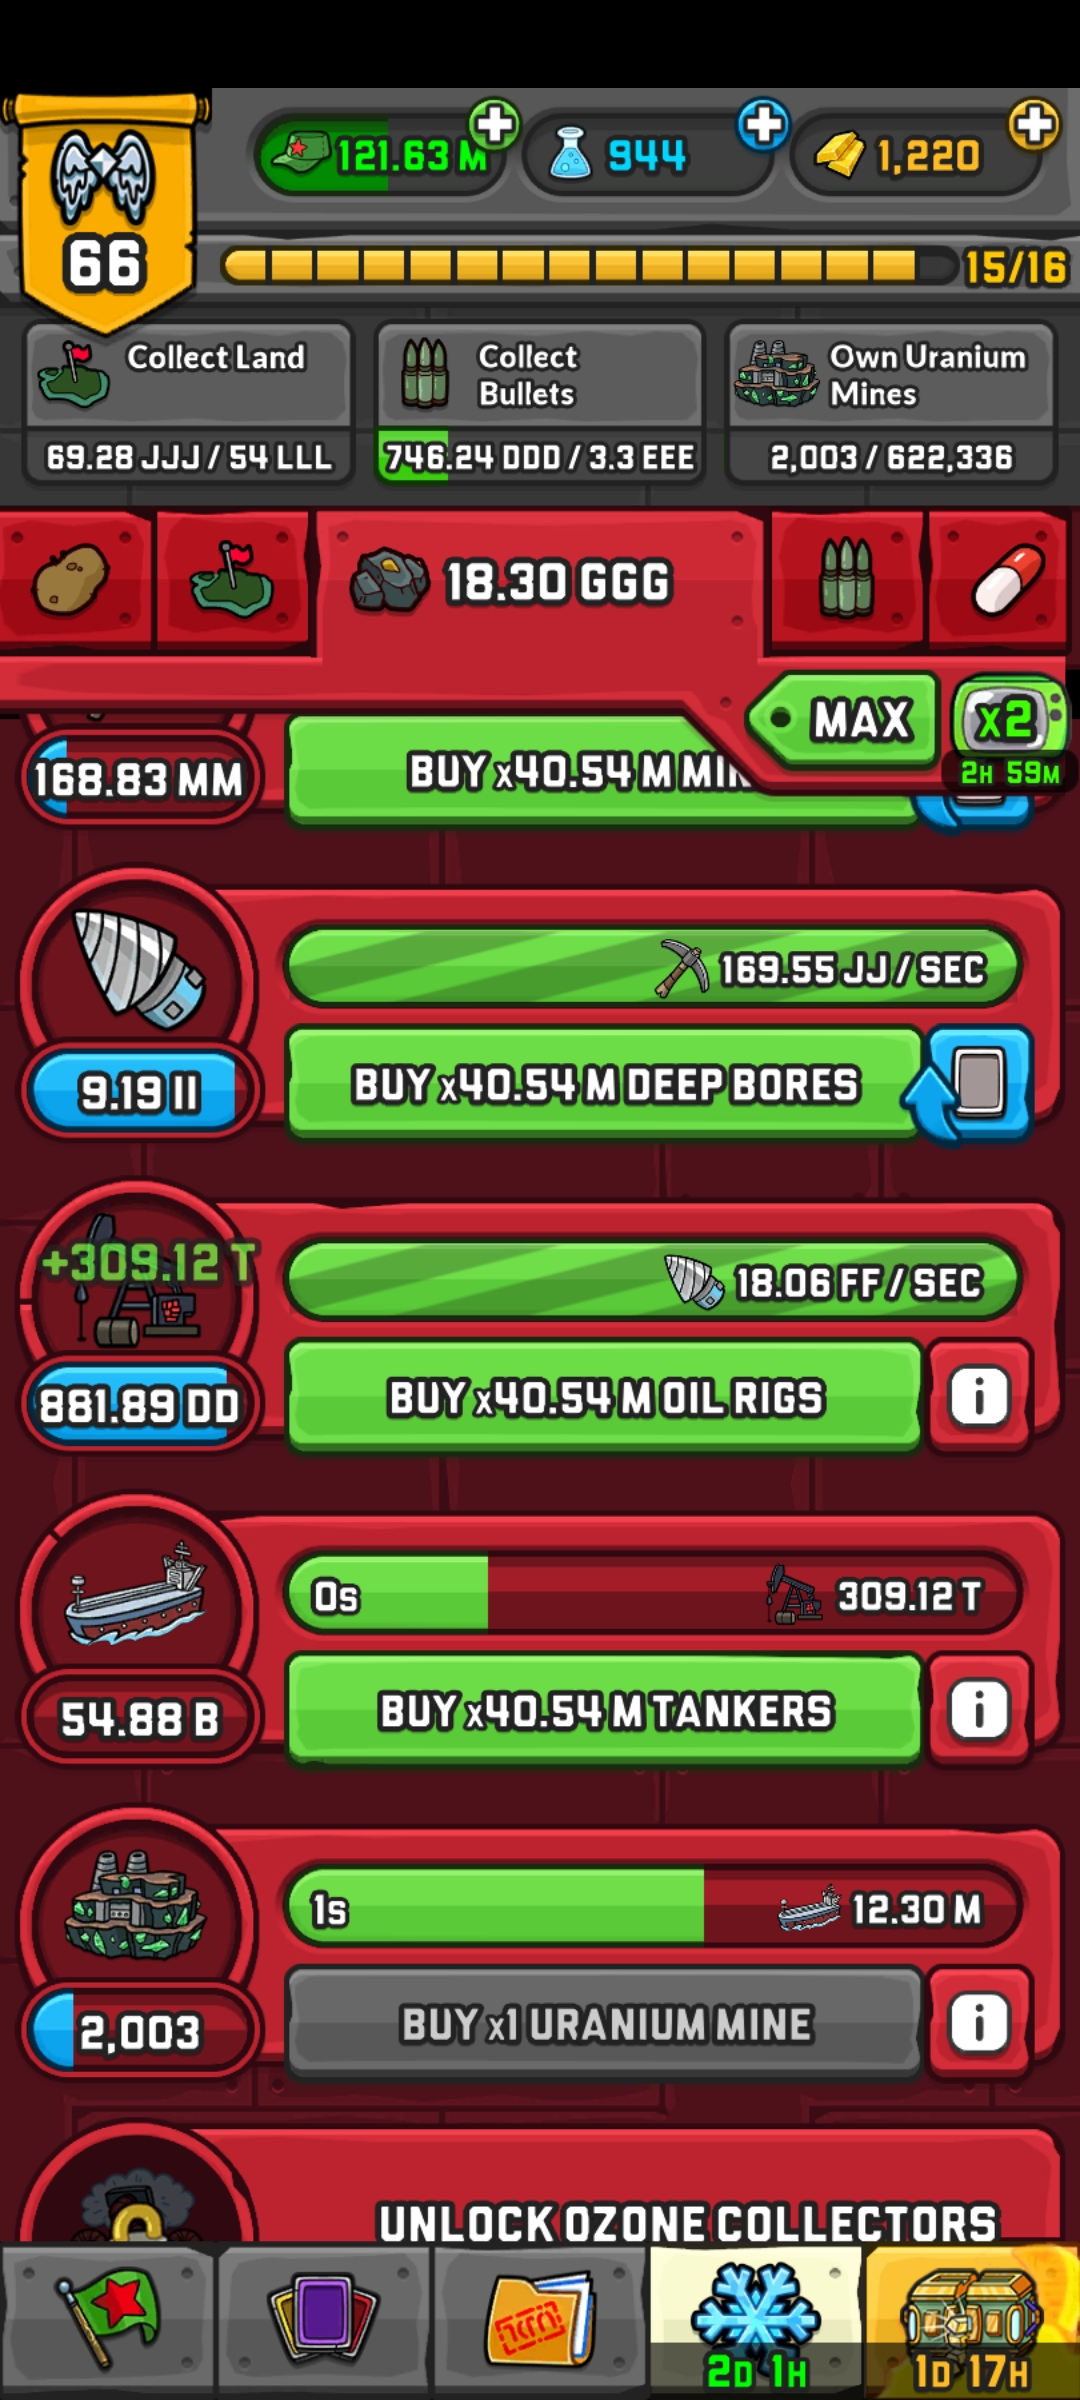 121.63 M
944
1,220
66
15/16
Collect Land
69.28 JJJ / 54 LLL
Collect
Bullets
746.24 DDD / 3.3 EEE
Own Uranium
Mines
2,003 / 622,336
18.30 GGG
MAX
x2
2H 59M
168.83 MM
BUY x40.54 M
169.55 JJ / SEC
9.19 II
BUY x40.54 M DEEP BORES
+309.12 T
18.06 FF / SEC
881.89 DD
BUY x40.54 M OIL RIGS
i
0s
309.12 T
54.88 B
BUY x40.54 M TANKERS
i
1s
12.30 M
2,003
BUY x1 URANIUM MINE
i
UNLOCK OZONE COLLECTORS
2D 1H
1D 17H